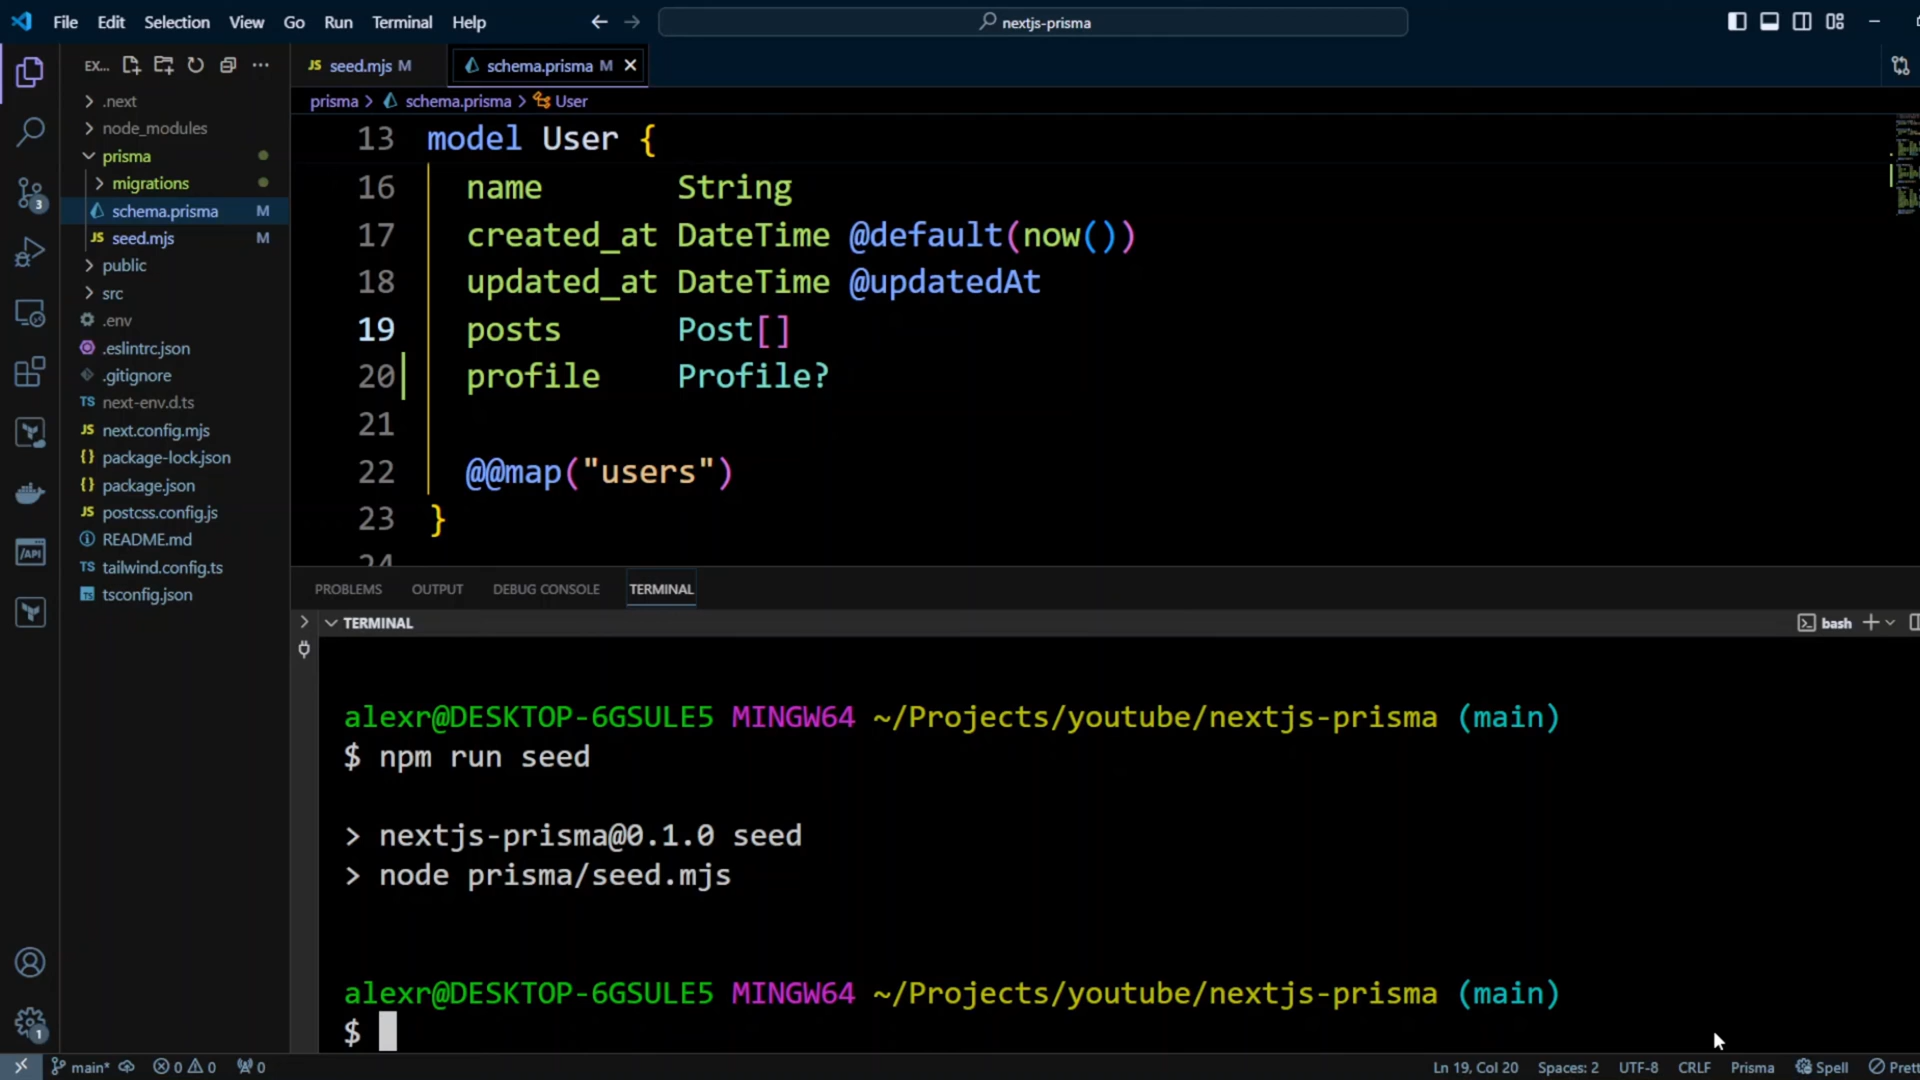 File Edit Selection View Go Run Terminal Help
nextjs-prisma
EX...
.next
node_modules
prisma
migrations
schema.prisma M
JS seed.mjs M
public
src
.env
.eslintrc.json
.gitignore
TS next-env.d.ts
JS next.config.mjs
{} package-lock.json
{} package.json
JS postcss.config.js
README.md
TS tailwind.config.ts
tsconfig.json
3
/API
1
JS seed.mjs M
schema.prisma M
prisma > schema.prisma > User
13 model User {
16 name String
17 created_at DateTime @default(now())
18 updated_at DateTime @updatedAt
19 posts Post[]
20 profile Profile?
21
22 @@map("users")
23 }
24
PROBLEMS OUTPUT DEBUG CONSOLE TERMINAL
TERMINAL
bash
alexr@DESKTOP-6GSULE5 MINGW64 ~/Projects/youtube/nextjs-prisma (main)
$ npm run seed
> nextjs-prisma@0.1.0 seed
> node prisma/seed.mjs
alexr@DESKTOP-6GSULE5 MINGW64 ~/Projects/youtube/nextjs-prisma (main)
$
main* 0 0 0 Ln 19, Col 20 Spaces: 2 UTF-8 CRLF Prisma Spell Prett